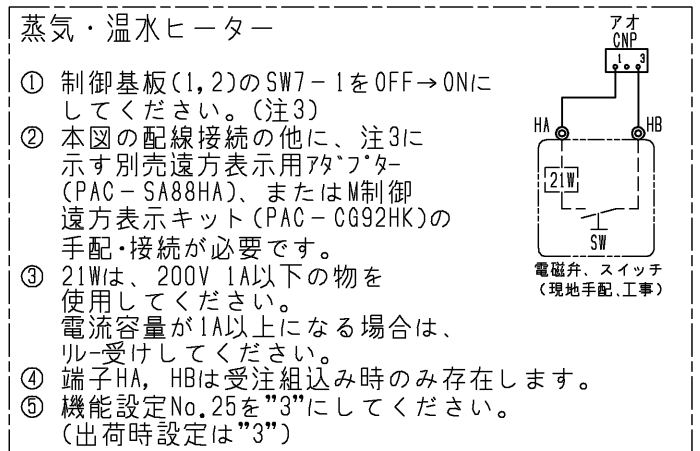 蒸気・温水ヒーター
① 制御基板(1,2)のSW7-1をOFF→ONに
してください。(注3)
② 本図の配線接続の他に、注3に
示す別売遠方表示用アダプター
(PAC-SA88HA)、またはM制御
遠方表示キット(PAC-CG92HK)の
手配・接続が必要です。
③ 21Wは、200V 1A以下の物を
使用してください。
電流容量が1A以上になる場合は、
リレー受けしてください。
④ 端子HA, HBは受注組込み時のみ存在します。
⑤ 機能設定No.25を"3"にしてください。
(出荷時設定は"3")
アオ
CNP
1 3
HA HB
21W
SW
電磁弁、スイッチ
(現地手配、工事)